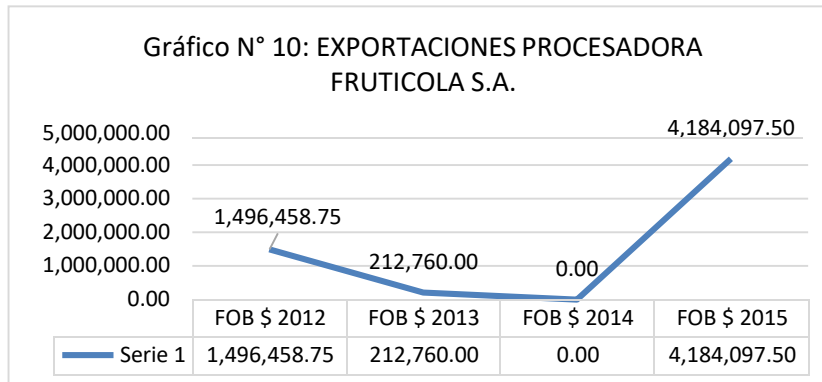 Gráfico N° 10: EXPORTACIONES PROCESADORA
FRUTICOLA S.A.
5,000,000.00
4,000,000.00
3,000,000.00
2,000,000.00
1,000,000.00
0.00
1,496,458.75
212,760.00
0.00
4,184,097.50
FOB $ 2012 FOB $ 2013 FOB $ 2014 FOB $ 2015
Serie 1 1,496,458.75 212,760.00 0.00 4,184,097.50